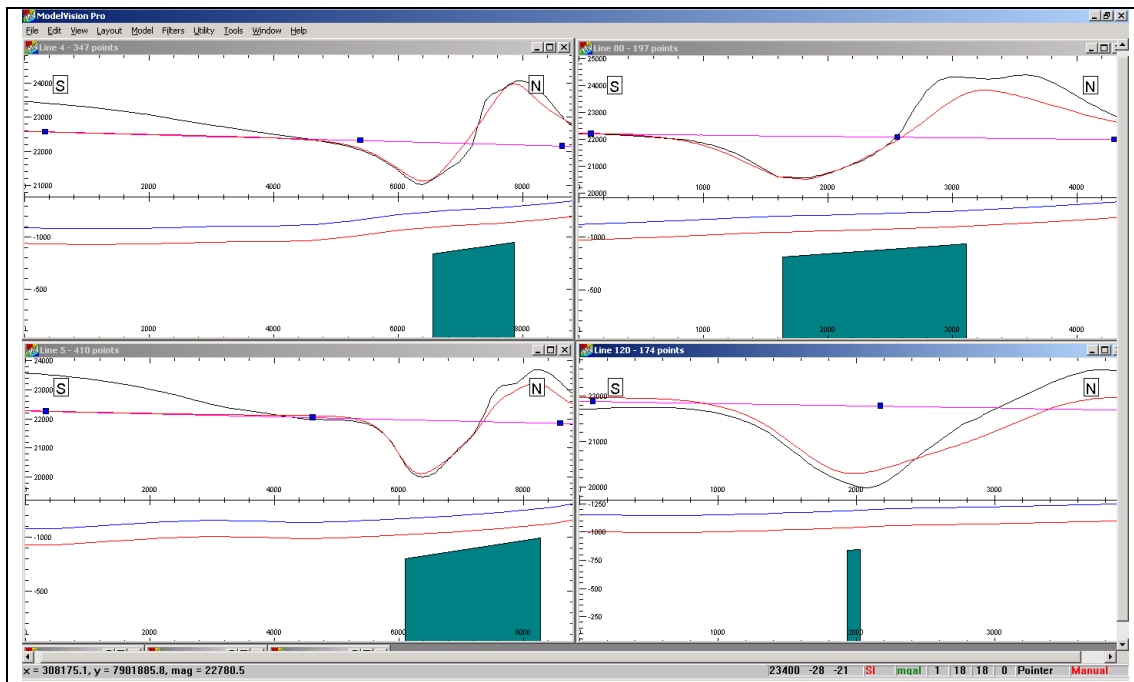 ModelVision Pro
File Edit View Layout Model Filters Utility Tools Window Help
Line 4 - 347 points
S
N
24000
23000
22000
21000
0 2000 4000 6000 8000
-1000
-500
2000 4000 6000 8000
Line 80 - 197 points
S
N
25000
24000
23000
22000
21000
20000
0 1000 2000 3000 4000
-1000
-500
0 1000 2000 3000 4000
Line 5 - 410 points
S
N
24000
23000
22000
21000
20000
0 2000 4000 6000 8000
-1000
-500
2000 4000 6000 8000
Line 120 - 174 points
S
N
22000
21000
20000
1000 3000
-1250
-1000
-750
-500
-250
1000 2000 3000
x = 308175.1, y = 7901885.8, mag = 22780.5
23400 -28 -21 SI mgal 1 18 18 0 Pointer Manual